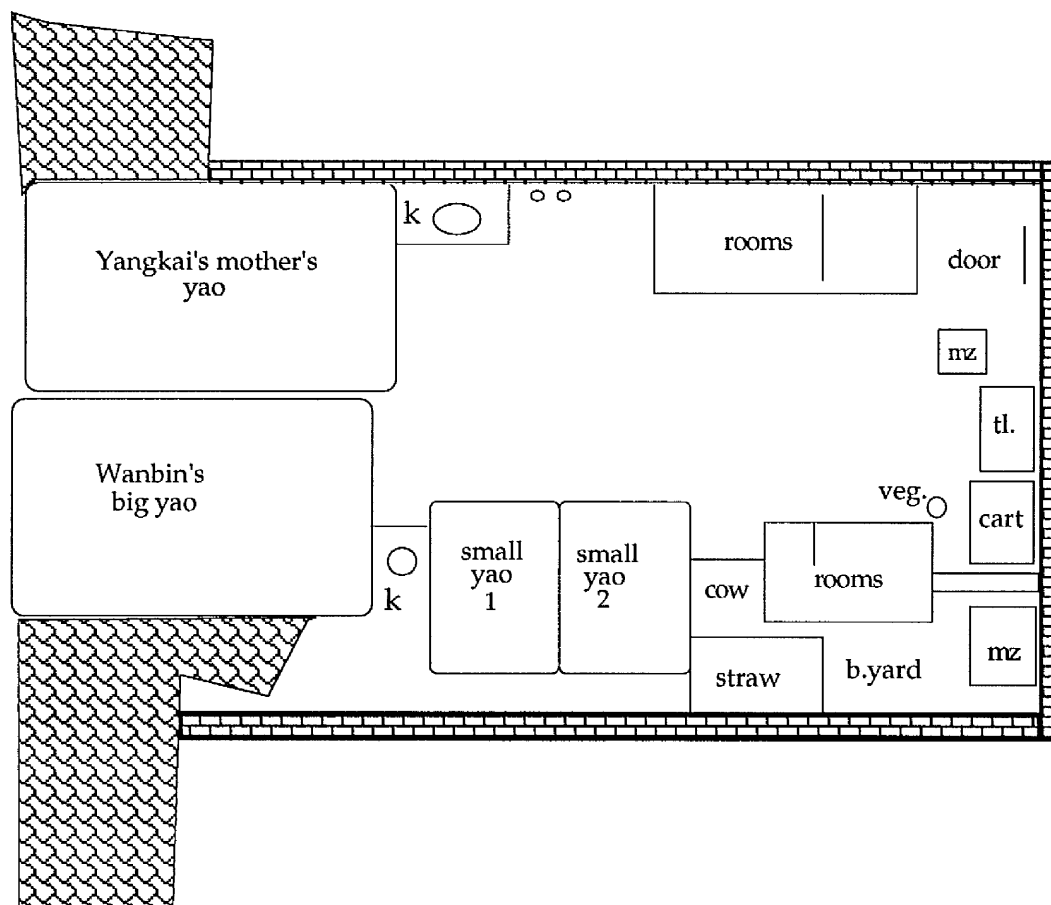 k
Yangkai's mother's
yao
rooms
door
mz
tl.
Wanbin's
big yao
veg.
cart
small
yao
1
small
yao
2
k
cow
rooms
straw
b.yard
mz